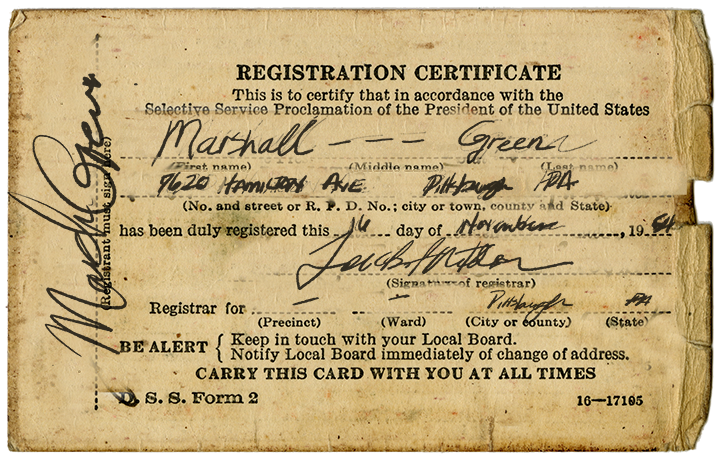 REGISTRATION CERTIFICATE
This is to certify that in accordance with the
Selective Service Proclamation of the President of the United States
Marshall — — — Greene
(First name) (Middle name) (Last name)
7620 HAMILTON AVE Pittsburgh PA
(No. and street or R. F. D. No.; city or town, county and State)
has been duly registered this 16 day of November, 19
(Signature of registrar)
Registrar for — — Pittsburgh PA
(Precinct) (Ward) (City or county) (State)
BE ALERT { Keep in touch with your Local Board.
Notify Local Board immediately of change of address.
CARRY THIS CARD WITH YOU AT ALL TIMES
D. S. S. Form 2 16—17105
(Registrant must sign here)